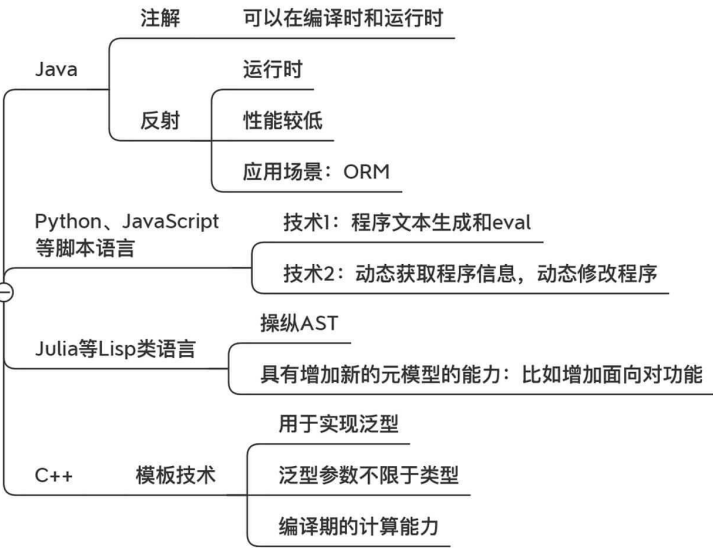 注解
可以在编译时和运行时
Java
反射
运行时
性能较低
应用场景：ORM
Python、JavaScript
等脚本语言
技术1：程序文本生成和eval
技术2：动态获取程序信息，动态修改程序
Julia等Lisp类语言
操纵AST
具有增加新的元模型的能力：比如增加面向对功能
C++
模板技术
用于实现泛型
泛型参数不限于类型
编译期的计算能力